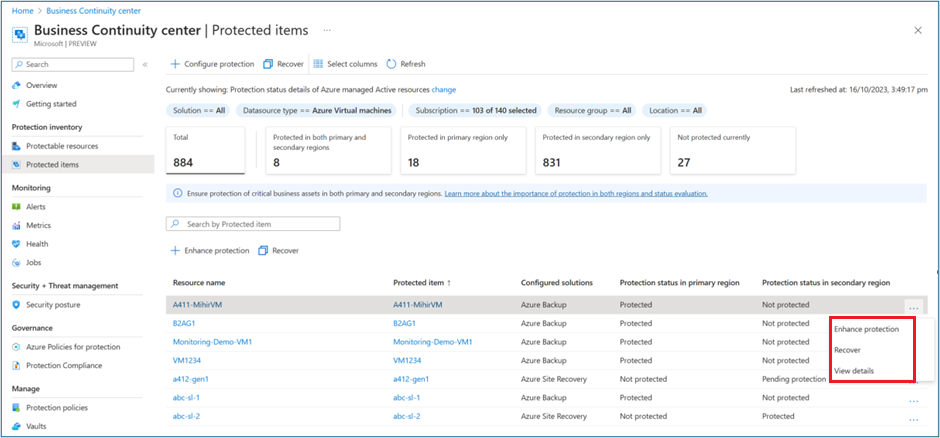 Home > Business Continuity center >
Business Continuity center | Protected items ...
Microsoft | PREVIEW
Search
Overview
Getting started
Protection inventory
Protectable resources
Protected items
Monitoring
Alerts
Metrics
Health
Jobs
Security + Threat management
Security posture
Governance
Azure Policies for protection
Protection Compliance
Manage
Protection policies
Vaults
Configure protection Recover Select columns Refresh
Currently showing: Protection status details of Azure managed Active resources change
Last refreshed at: 16/10/2023, 3:49:17 pm
Solution == All Datasource type == Azure Virtual machines Subscription == 103 of 140 selected Resource group == All Location == All
Total
884
Protected in both primary and
secondary regions
8
Protected in primary region only
18
Protected in secondary region only
831
Not protected currently
27
Ensure protection of critical business assets in both primary and secondary regions. Learn more about the importance of protection in both regions and status evaluation.
Search by Protected item
Enhance protection Recover
Resource name Protected item ↑ Configured solutions Protection status in primary region Protection status in secondary region
A411-MihirVM A411-MihirVM Azure Backup Protected Not protected ...
B2AG1 B2AG1 Azure Backup Protected Not protected
Monitoring-Demo-VM1 Monitoring-Demo-VM1 Azure Backup Protected Not protected
VM1234 VM1234 Azure Backup Protected Not protected
a412-gen1 a412-gen1 Azure Site Recovery Not protected Pending protection
abc-sl-1 abc-sl-1 Azure Backup Protected Not protected ...
abc-sl-2 abc-sl-2 Azure Site Recovery Not protected Protected ...
Enhance protection
Recover
View details